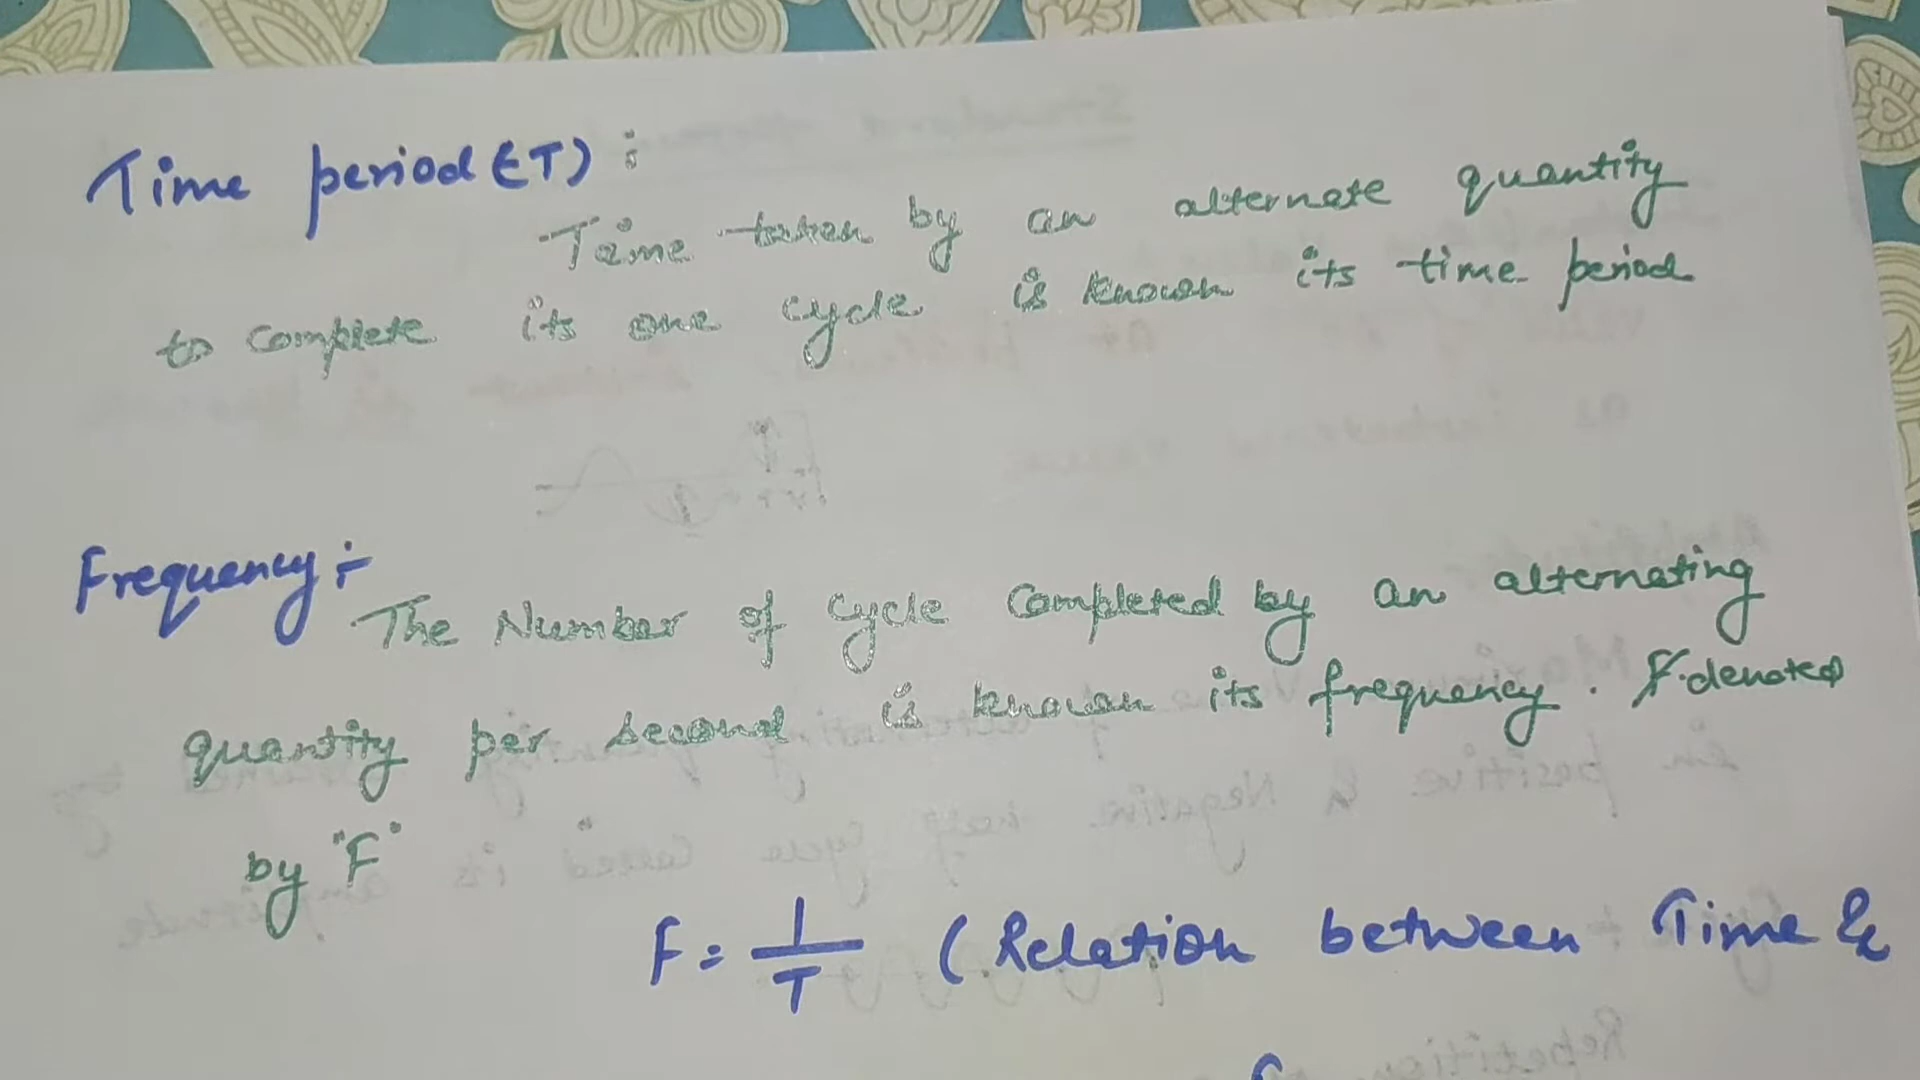 Time period (T) :
Time taken by an alternate quantity
to complete its one cycle is known its time period
Frequency :-
The Number of cycle completed by an alternating
quantity per second is known its frequency. denoted
by "F"
F = 1/T (Relation between Time &